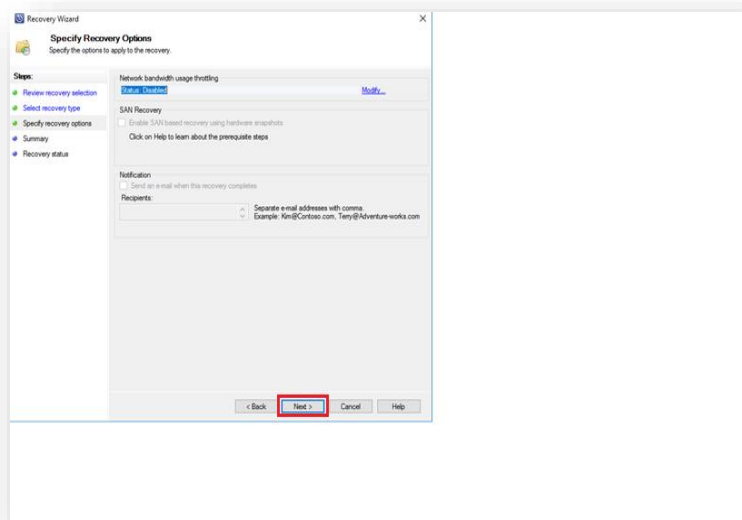 Recovery Wizard
Specify Recovery Options
Specify the options to apply to the recovery.
Steps:
Review recovery selection
Select recovery type
Specify recovery options
Summary
Recovery status
Network bandwidth usage throttling
Status: Disabled
Modify...
SAN Recovery
Enable SAN based recovery using hardware snapshots
Click on Help to learn about the prerequisite steps
Notification
Send an e-mail when this recovery completes
Recipients:
Separate e-mail addresses with comma.
Example: Kim@Contoso.com, Terry@Adventure-works.com
< Back
Next >
Cancel
Help